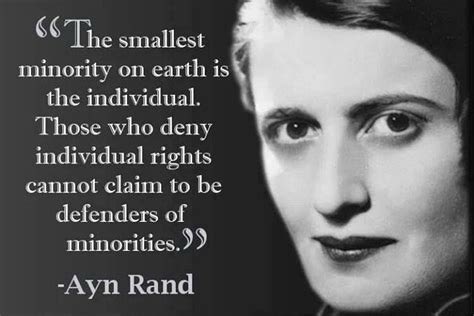 “The smallest
minority on earth is
the individual.
Those who deny
individual rights
cannot claim to be
defenders of
minorities.”
-Ayn Rand